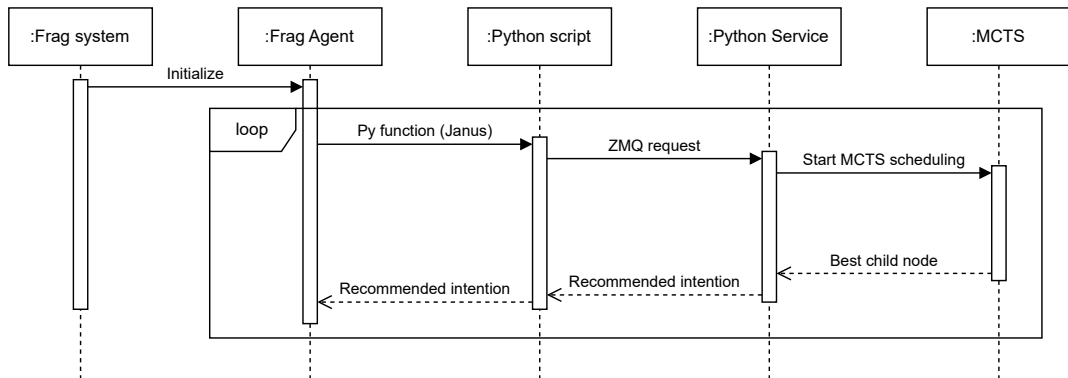 :Frag system
:Frag Agent
:Python script
:Python Service
:MCTS
Initialize
loop
Py function (Janus)
ZMQ request
Start MCTS scheduling
Best child node
Recommended intention
Recommended intention